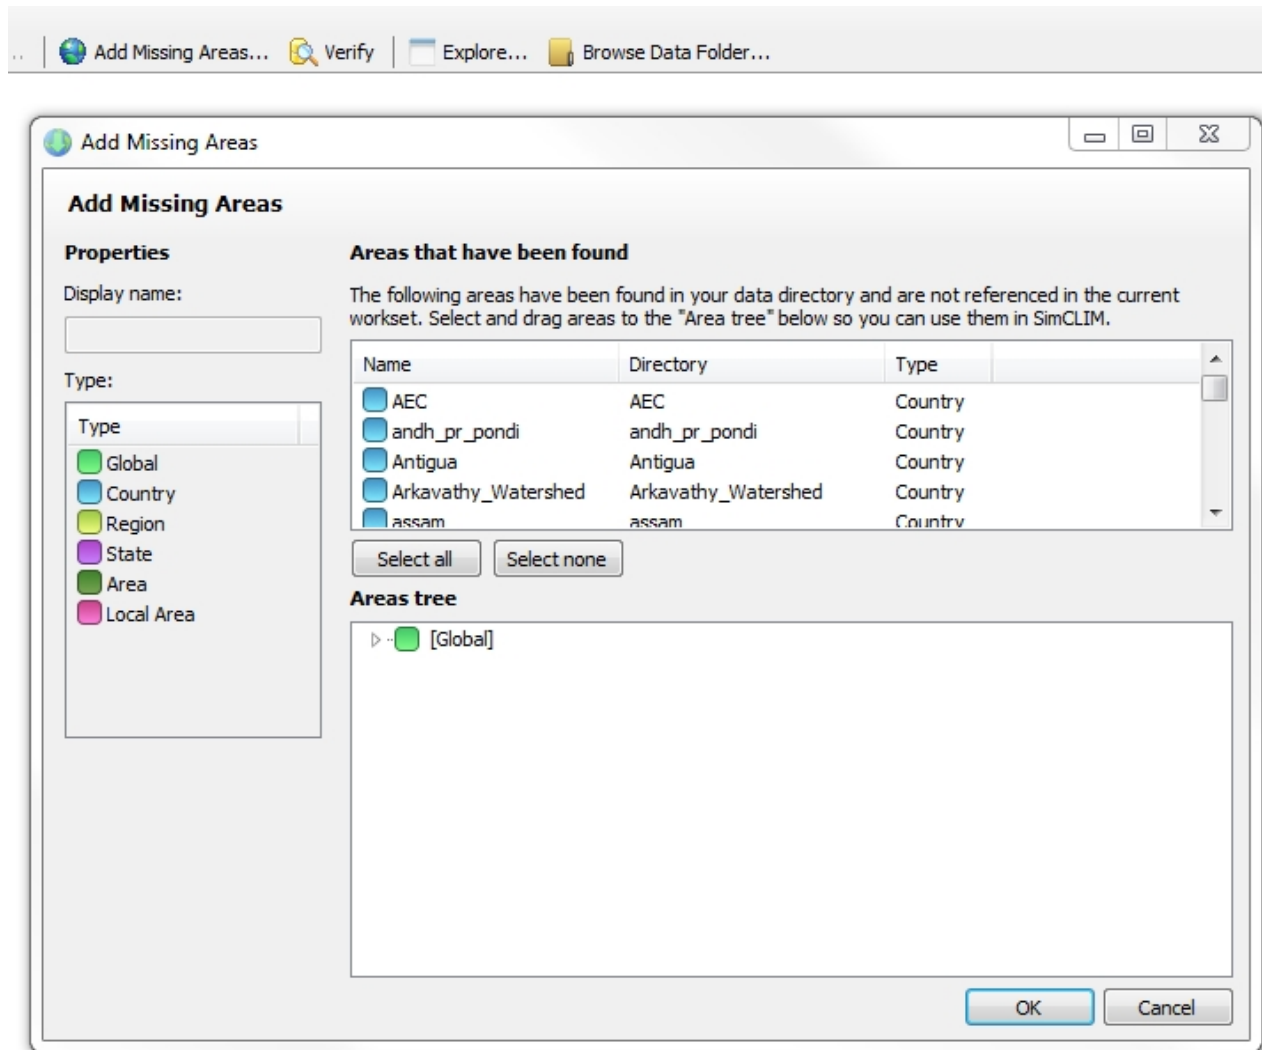 .. Add Missing Areas... Verify Explore... Browse Data Folder...
Add Missing Areas
Add Missing Areas
Properties
Display name:
Type:
Type
Global
Country
Region
State
Area
Local Area
Areas that have been found
The following areas have been found in your data directory and are not referenced in the current
workset. Select and drag areas to the "Area tree" below so you can use them in SimCLIM.
Name Directory Type
AEC AEC Country
andh_pr_pondi andh_pr_pondi Country
Antigua Antigua Country
Arkavathy_Watershed Arkavathy_Watershed Country
assam assam Country
Select all Select none
Areas tree
[Global]
OK Cancel